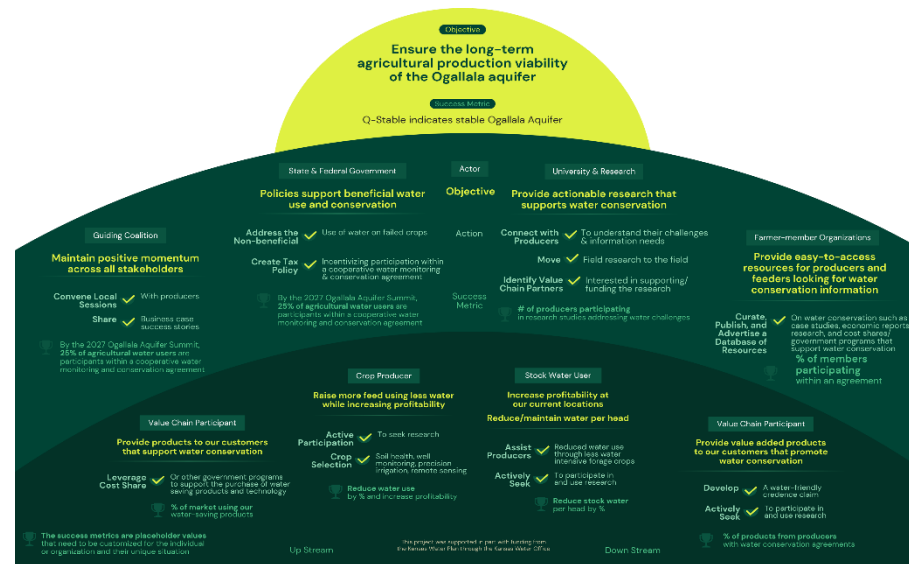 Objective
Ensure the long-term
agricultural production viability
of the Ogallala aquifer
Success Metric
Q-Stable indicates stable Ogallala Aquifer
State & Federal Government
Policies support beneficial water
use and conservation
Address the
Non-beneficial
Use of water on failed crops
Create Tax
Policy
Incentivizing participation within
a cooperative water monitoring
& conservation agreement
By the 2027 Ogallala Aquifer Summit,
25% of agricultural water users are
participants within a cooperative water
monitoring and conservation agreement
Actor
Objective
Action
Success
Metric
University & Research
Provide actionable research that
supports water conservation
Connect with
Producers
To understand their challenges
& information needs
Move
Field research to the field
Identify Value
Chain Partners
Interested in supporting/
funding the research
# of producers participating
in research studies addressing water challenges
Guiding Coalition
Maintain positive momentum
across all stakeholders
Convene Local
Sessions
With producers
Share
Business case
success stories
By the 2027 Ogallala Aquifer Summit,
25% of agricultural water users are
participants within a cooperative water
monitoring and conservation agreement
Farmer-member Organizations
Provide easy-to-access
resources for producers and
feeders looking for water
conservation information
Curate,
Publish, and
Advertise a
Database of
Resources
On water conservation such as
case studies, economic reports,
research, and cost shares/
government programs that
support water conservation
% of members
participating
within an agreement
Crop Producer
Raise more feed using less water
while increasing profitability
Active
Participation
To seek research
Crop
Selection
Soil health, well
monitoring, precision
irrigation, remote sensing
Reduce water use
by % and increase profitability
Stock Water User
Increase profitability at
our current locations
Reduce/maintain water per head
Assist
Producers
Reduced water use
through less water
intensive forage crops
Actively
Seek
To participate in
and use research
Reduce stock water
per head by %
Value Chain Participant
Provide products to our customers
that support water conservation
Leverage
Cost Share
Or other government programs
to support the purchase of water
saving products and technology
% of market using our
water-saving products
Value Chain Participant
Provide value added products
to our customers that promote
water conservation
Develop
A water-friendly
credence claim
Actively
Seek
To participate in
and use research
% of products from producers
with water conservation agreements
The success metrics are placeholder values
that need to be customized for the individual
or organization and their unique situation
Up Stream
this project was supported in part with funding from
the Kansas Water Plan through the Kansas Water Office
Down Stream